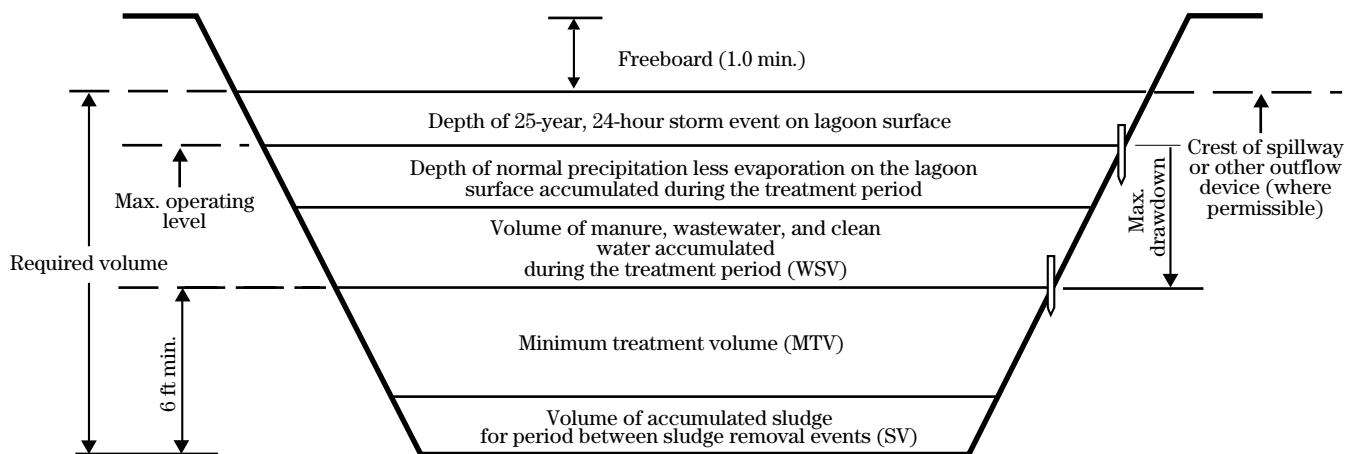 Freeboard (1.0 min.)
Depth of 25-year, 24-hour storm event on lagoon surface
Crest of spillway
or other outflow
device (where
permissible)
Depth of normal precipitation less evaporation on the lagoon
surface accumulated during the treatment period
Max. operating
level
Max.
drawdown
Volume of manure, wastewater, and clean
water accumulated
during the treatment period (WSV)
Required volume
Minimum treatment volume (MTV)
6 ft min.
Volume of accumulated sludge
for period between sludge removal events (SV)